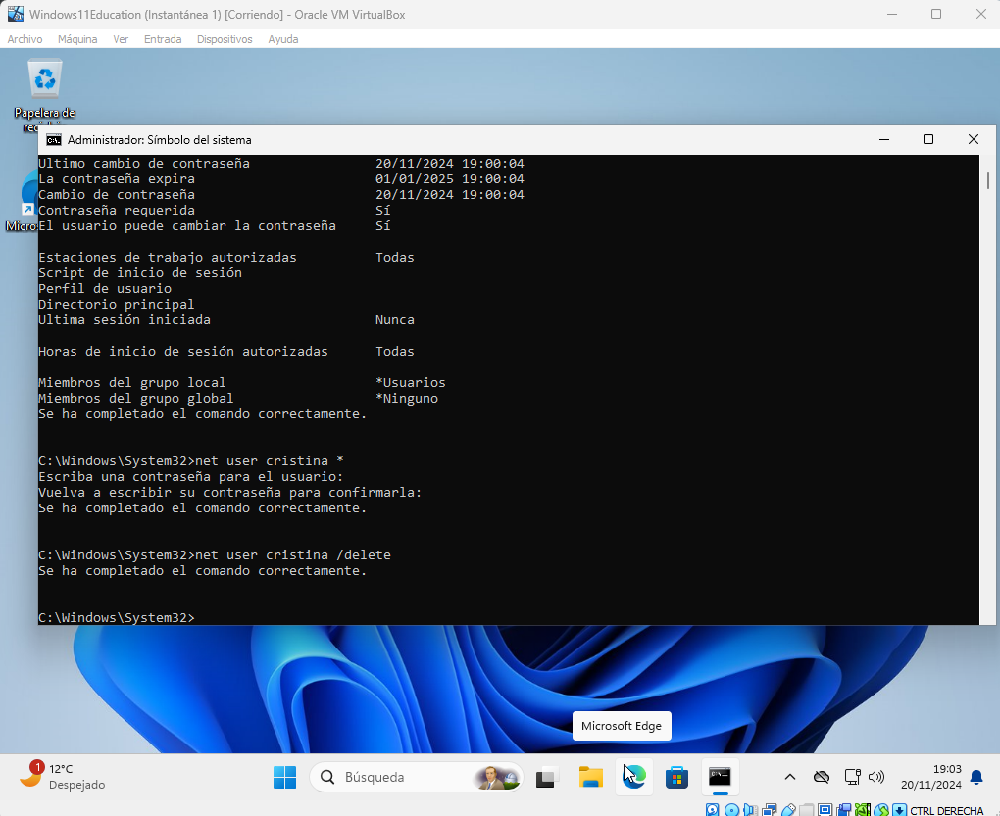 Windows11Education (Instantánea 1) [Corriendo] - Oracle VM VirtualBox
Archivo Máquina Ver Entrada Dispositivos Ayuda
Papelera de
Administrador: Símbolo del sistema
Ultimo cambio de contraseña 20/11/2024 19:00:04
La contraseña expira 01/01/2025 19:00:04
Cambio de contraseña 20/11/2024 19:00:04
Contraseña requerida Sí
El usuario puede cambiar la contraseña Sí
Estaciones de trabajo autorizadas Todas
Script de inicio de sesión
Perfil de usuario
Directorio principal
Ultima sesión iniciada Nunca
Horas de inicio de sesión autorizadas Todas
Miembros del grupo local *Usuarios
Miembros del grupo global *Ninguno
Se ha completado el comando correctamente.
C:\Windows\System32>net user cristina *
Escriba una contraseña para el usuario:
Vuelva a escribir su contraseña para confirmarla:
Se ha completado el comando correctamente.
C:\Windows\System32>net user cristina /delete
Se ha completado el comando correctamente.
C:\Windows\System32>
Micro
Microsoft Edge
1
12°C
Despejado
Búsqueda
19:03
20/11/2024
CTRL DERECHA